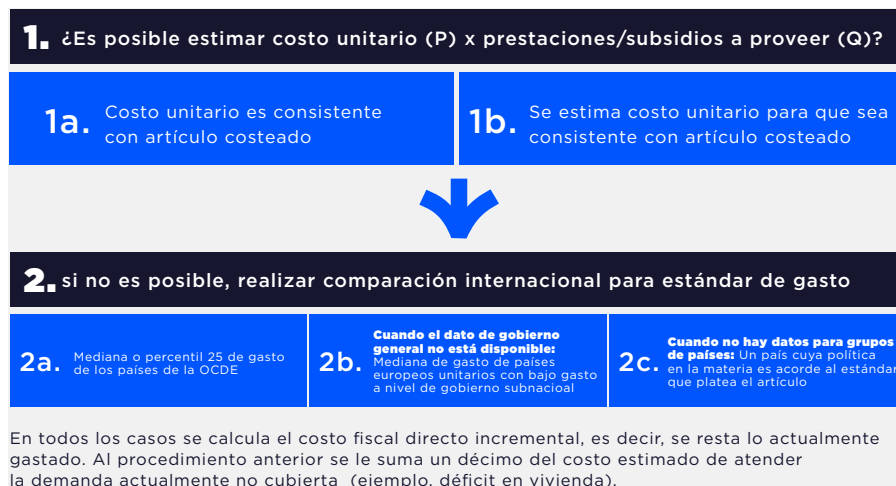 1. ¿Es posible estimar costo unitario (P) x prestaciones/subsidios a proveer (Q)?
1a. Costo unitario es consistente
con artículo costeado
1b. Se estima costo unitario para que sea
consistente con artículo costeado
2. si no es posible, realizar comparación internacional para estándar de gasto
2a. Mediana o percentil 25 de gasto
de los países de la OCDE
2b. Cuando el dato de gobierno
general no está disponible:
Mediana de gasto de países
europeos unitarios con bajo gasto
a nivel de gobierno subnacioal
2c. Cuando no hay datos para grupos
de países: Un país cuya política
en la materia es acorde al estándar
que platea el artículo
En todos los casos se calcula el costo fiscal directo incremental, es decir, se resta lo actualmente
gastado. Al procedimiento anterior se le suma un décimo del costo estimado de atender
la demanda actualmente no cubierta (ejemplo, déficit en vivienda).